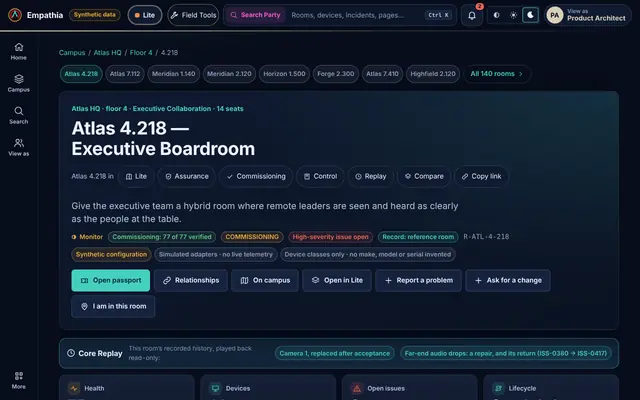 Empathia Synthetic data Lite Field Tools Search Party Rooms, devices, incidents, pages... Ctrl K 2 PA View as Product Architect
Home
Campus
Search
View as
More
Campus / Atlas HQ / Floor 4 / 4.218
Atlas 4.218 Atlas 7.112 Meridian 1.140 Meridian 2.120 Horizon 1.500 Forge 2.300 Atlas 7.410 Highfield 2.120 All 140 rooms
Atlas HQ · floor 4 · Executive Collaboration · 14 seats
Atlas 4.218 —
Executive Boardroom
Atlas 4.218 in Lite Assurance Commissioning Control Replay Compare Copy link
Give the executive team a hybrid room where remote leaders are seen and heard as clearly
as the people at the table.
Monitor Commissioning: 77 of 77 verified COMMISSIONING High-severity issue open Record: reference room R-ATL-4-218
Synthetic configuration Simulated adapters · no live telemetry Device classes only · no make, model or serial invented
Open passport Relationships On campus Open in Lite Report a problem Ask for a change
I am in this room
Core Replay This room's recorded history, played back
read-only: Camera 1, replaced after acceptance Far-end audio drops: a repair, and its return (ISS-0360 → ISS-0417)
Health Devices Open issues Lifecycle